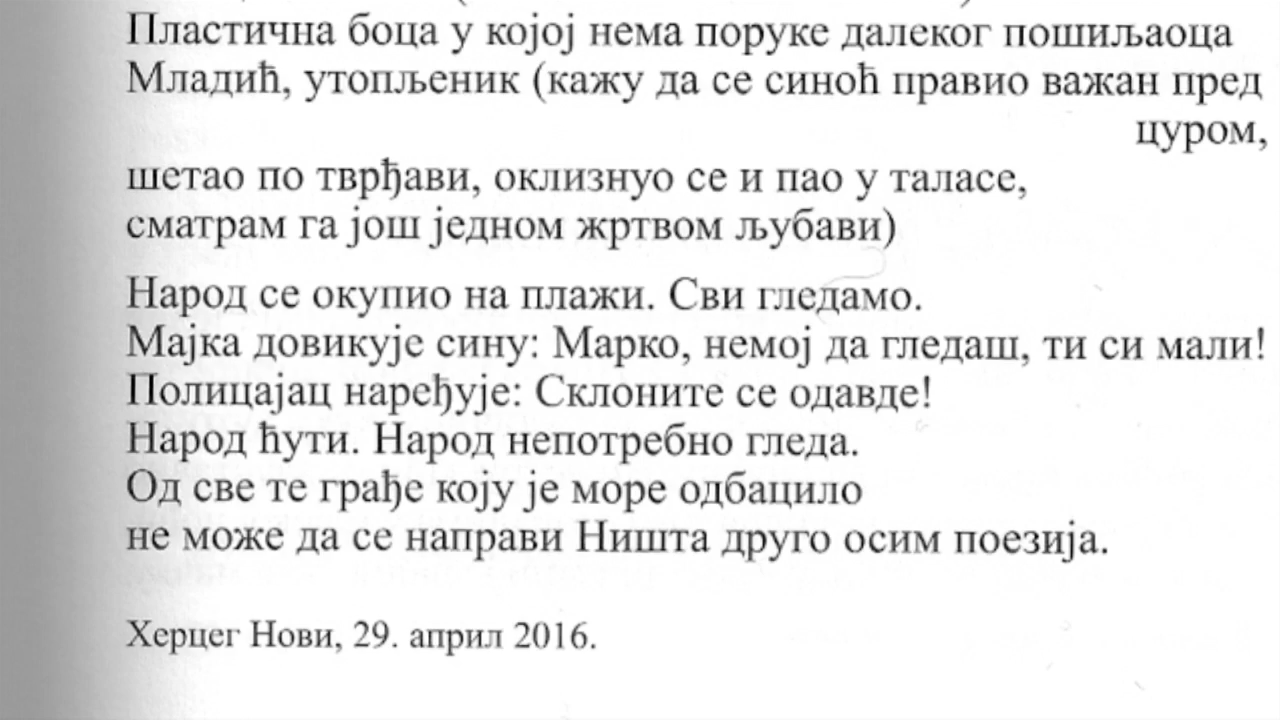 Пластична боца у којој нема поруке далеког пошиљаоца
Младић, утопљеник (кажу да се синоћ правио важан пред
цуром,
шетао по тврђави, оклизнуо се и пао у таласе,
сматрам га још једном жртвом љубави)
Народ се окупио на плажи. Сви гледамо.
Мајка довикује сину: Марко, немој да гледаш, ти си мали!
Полицајац наређује: Склоните се одавде!
Народ ћути. Народ непотребно гледа.
Од све те грађе коју је море одбацило
не може да се направи Ништа друго осим поезија.
Херцег Нови, 29. април 2016.